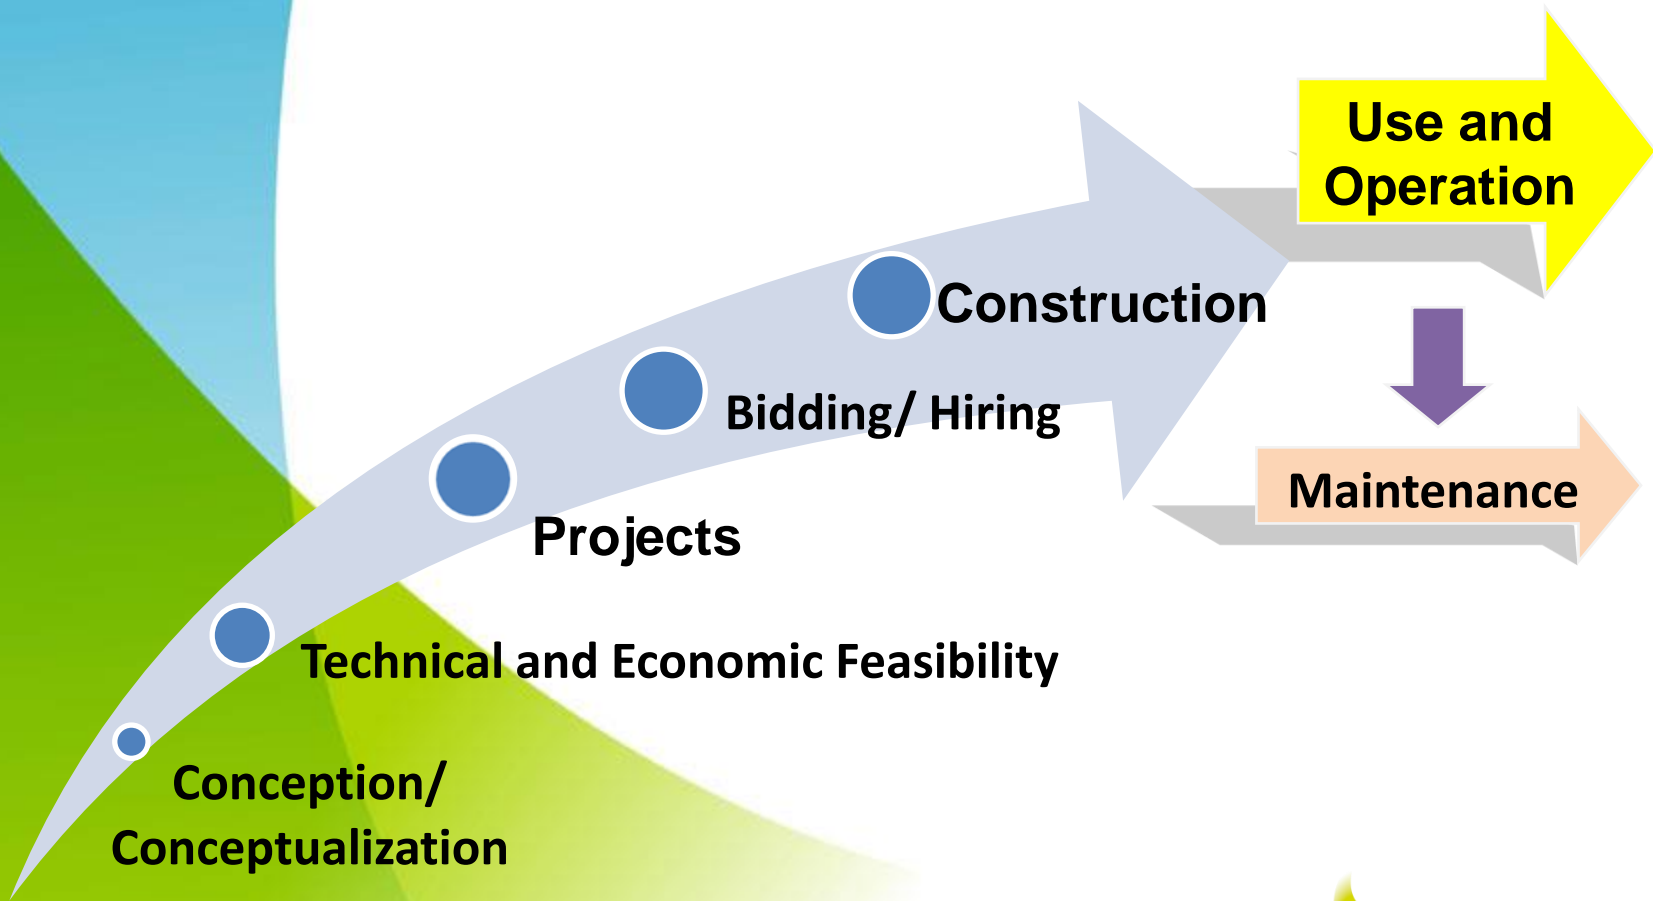 Use and
Operation
Construction
Bidding/ Hiring
Maintenance
Projects
Technical and Economic Feasibility
Conception/
Conceptualization